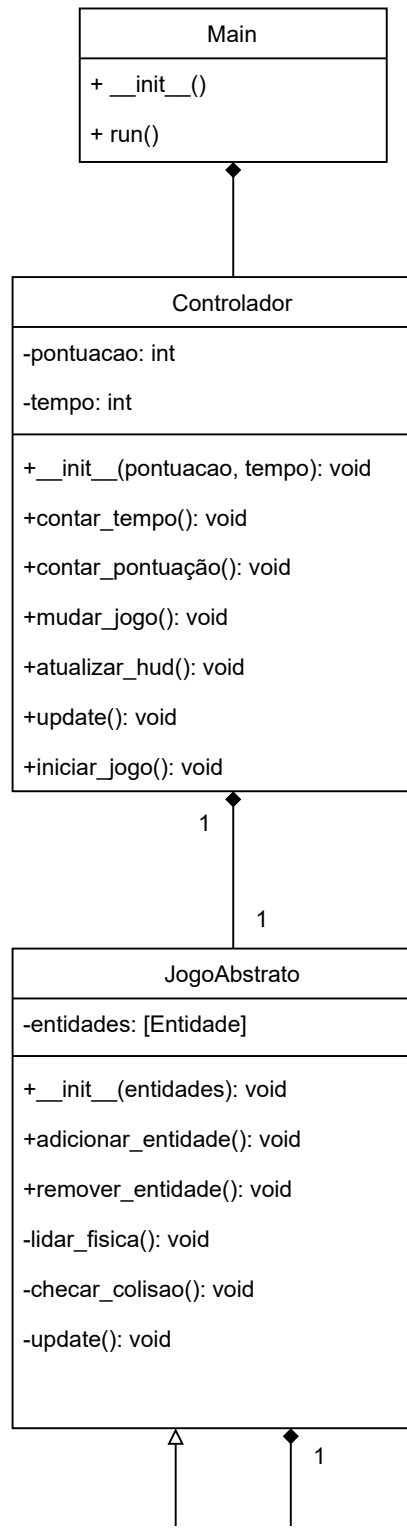 Main
+ __init__()
+ run()
Controlador
-pontuacao: int
-tempo: int
+__init__(pontuacao, tempo): void
+contar_tempo(): void
+contar_pontuação(): void
+mudar_jogo(): void
+atualizar_hud(): void
+update(): void
+iniciar_jogo(): void
1
1
JogoAbstrato
-entidades: [Entidade]
+__init__(entidades): void
+adicionar_entidade(): void
+remover_entidade(): void
-lidar_fisica(): void
-checar_colisao(): void
-update(): void
1